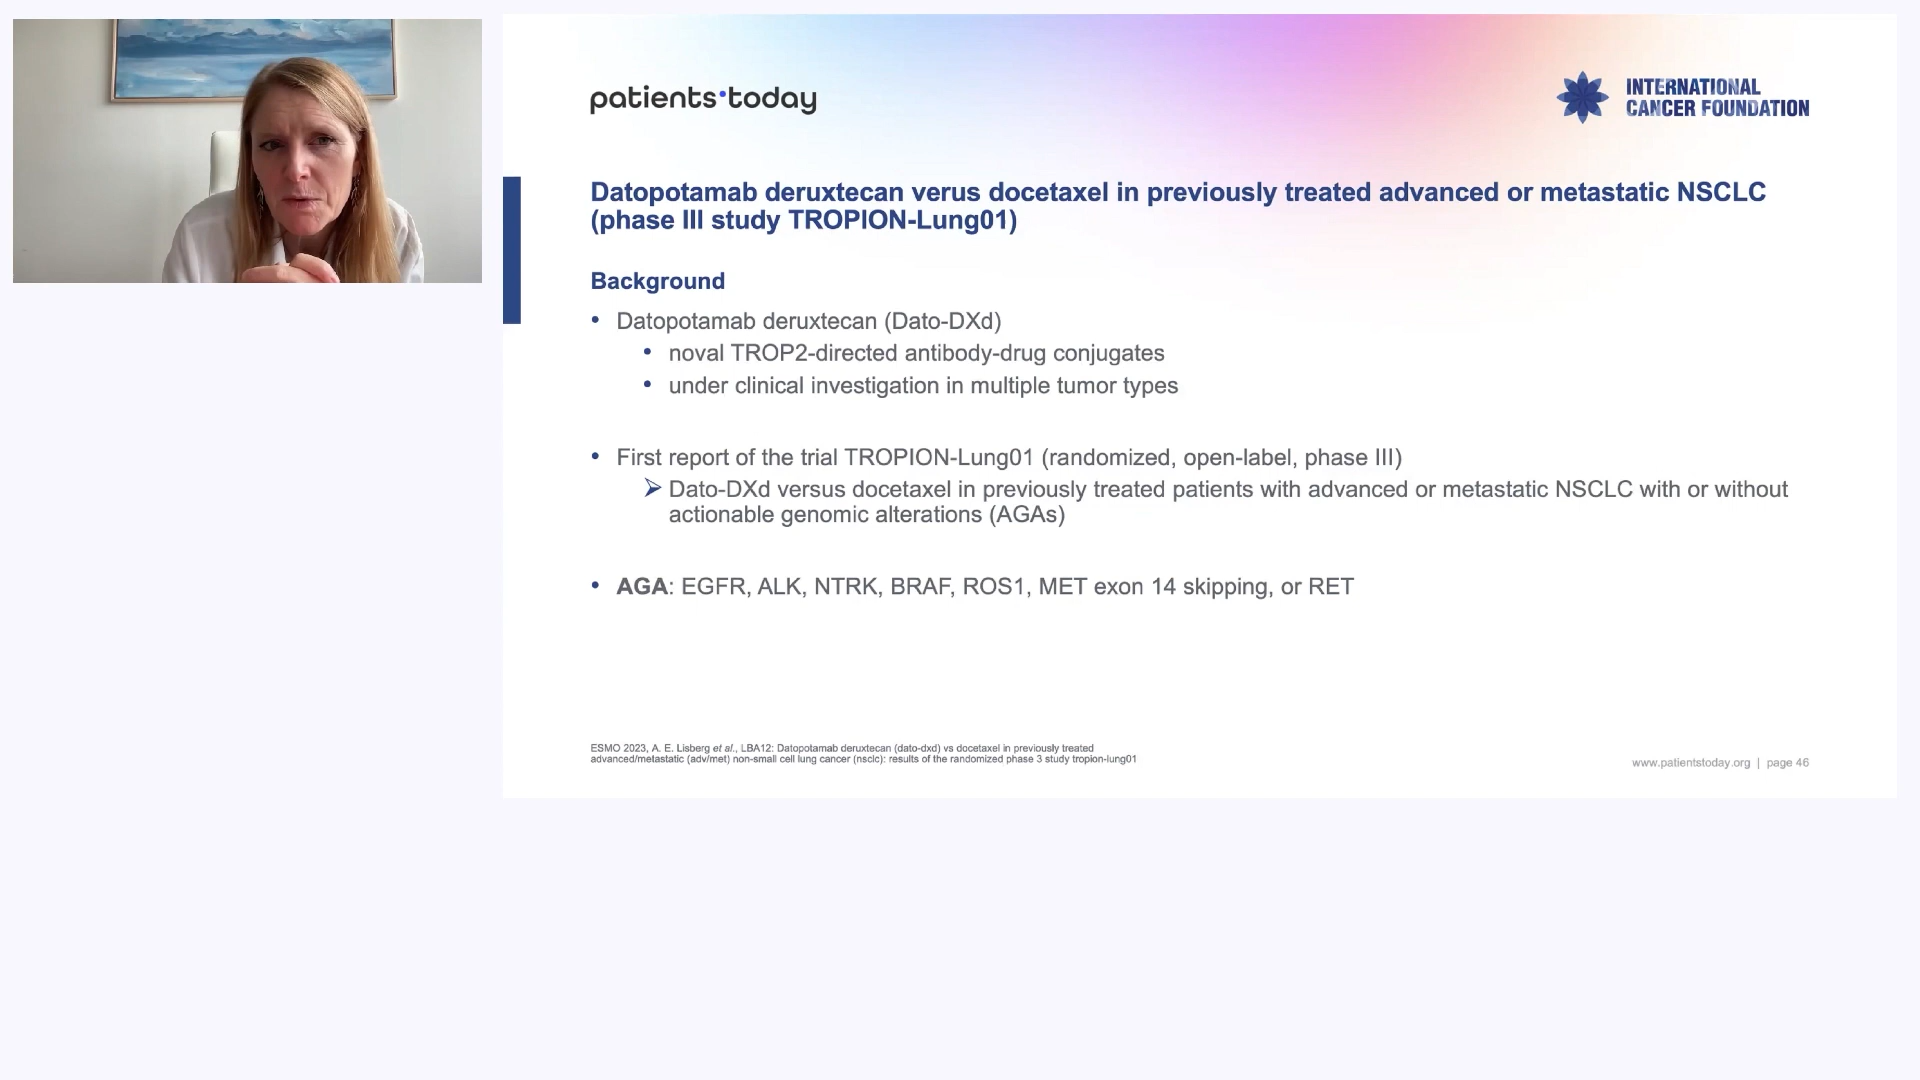 patients•today
INTERNATIONAL
CANCER FOUNDATION
Datopotamab deruxtecan verus docetaxel in previously treated advanced or metastatic NSCLC
(phase III study TROPION-Lung01)
Background
• Datopotamab deruxtecan (Dato-DXd)
• noval TROP2-directed antibody-drug conjugates
• under clinical investigation in multiple tumor types
• First report of the trial TROPION-Lung01 (randomized, open-label, phase III)
➢ Dato-DXd versus docetaxel in previously treated patients with advanced or metastatic NSCLC with or without
actionable genomic alterations (AGAs)
• AGA: EGFR, ALK, NTRK, BRAF, ROS1, MET exon 14 skipping, or RET
ESMO 2023, A. E. Lisberg et al., LBA12: Datopotamab deruxtecan (dato-dxd) vs docetaxel in previously treated
advanced/metastatic (adv/met) non-small cell lung cancer (nsclc): results of the randomized phase 3 study tropion-lung01
www.patientstoday.org | page 46